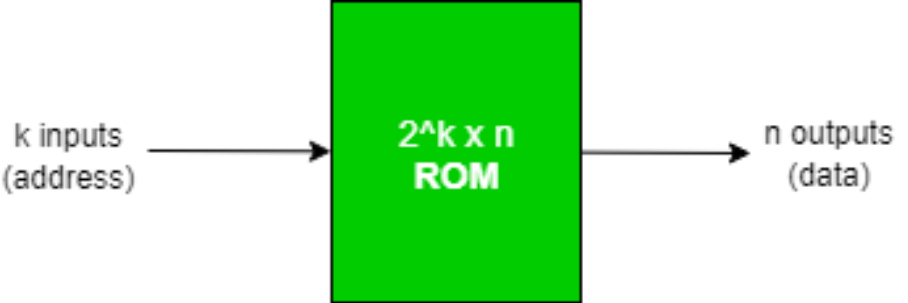 k inputs
(address)
2^k x n
ROM
n outputs
(data)